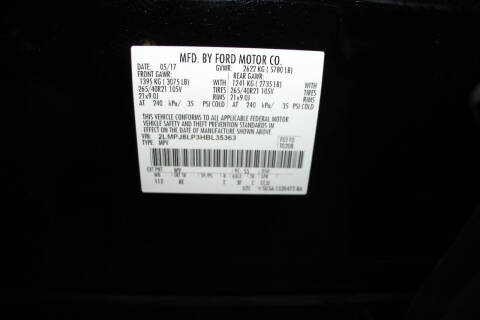 MFD. BY FORD MOTOR CO.
DATE: 05/17 GVWR: 2622 KG ( 5780 LB)
FRONT GAWR: REAR GAWR:
1395 KG ( 3075 LB) WITH 1241 KG ( 2735 LB) WITH
265/40R21 105V TIRES 265/40R21 105V TIRES
21x9.0J RIMS 21x9.0J RIMS
AT 240 kPa/ 35 PSI COLD AT 240 kPa/ 35 PSI COLD
THIS VEHICLE CONFORMS TO ALL APPLICABLE FEDERAL MOTOR
VEHICLE SAFETY AND THEFT PREVENTION STANDARDS IN EFFECT ON
THE DATE OF MANUFACTURE SHOWN ABOVE.
VIN: 2LMPJ8LP3HBL35363
TYPE: MPV
EXT PNT: